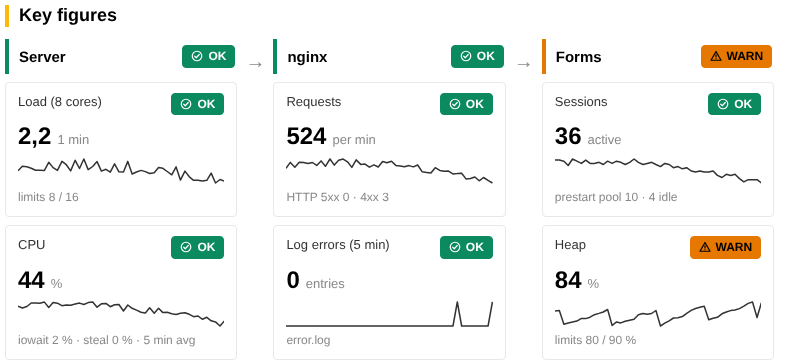 Key figures
Server OK → nginx OK → Forms WARN
Load (8 cores) OK
2,2 1 min
limits 8 / 16
Requests OK
524 per min
HTTP 5xx 0 · 4xx 3
Sessions OK
36 active
prestart pool 10 · 4 idle
CPU OK
44 %
iowait 2 % · steal 0 % · 5 min avg
Log errors (5 min) OK
0 entries
error.log
Heap WARN
84 %
limits 80 / 90 %